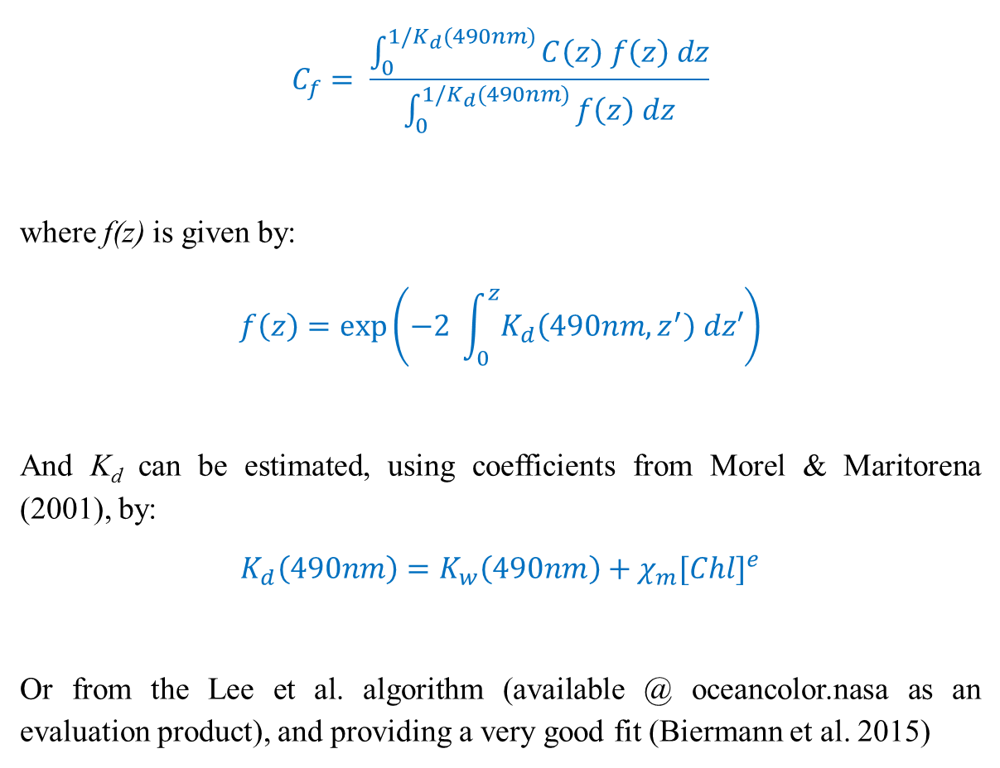 C_f = \frac{\int_0^{1/K_d(490nm)} C(z) f(z) dz}{\int_0^{1/K_d(490nm)} f(z) dz}
where f(z) is given by:
f(z) = exp(−2 \int_0^z K_d(490nm, z′) dz′)
And K_d can be estimated, using coefficients from Morel & Maritorena
(2001), by:
K_d(490nm) = K_w(490nm) + χ_m[Chl]^e
Or from the Lee et al. algorithm (available @ oceancolor.nasa as an
evaluation product), and providing a very good fit (Biermann et al. 2015)